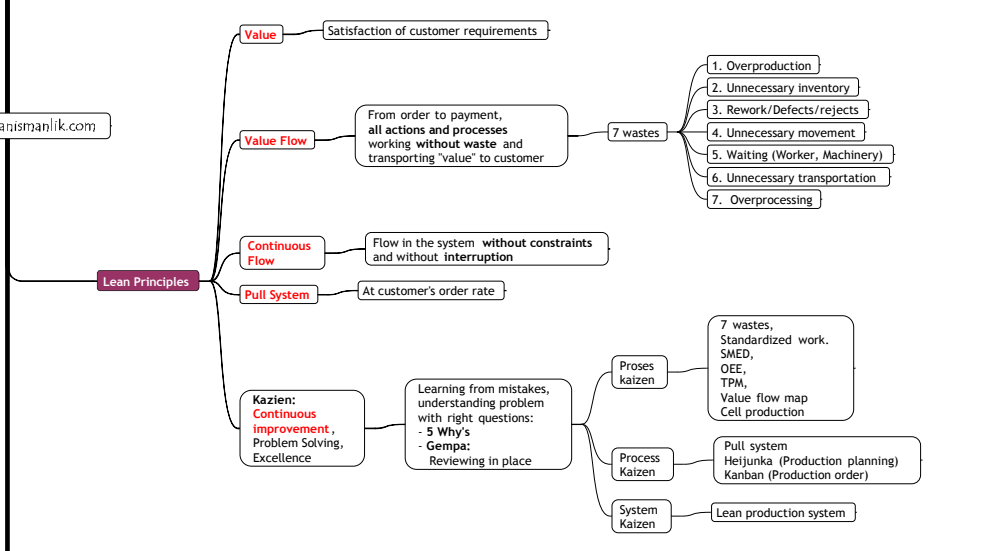 Value
Satisfaction of customer requirements
anismanlik.com
Value Flow
From order to payment,
all actions and processes
working without waste and
transporting "value" to customer
7 wastes
1. Overproduction
2. Unnecessary inventory
3. Rework/Defects/rejects
4. Unnecessary movement
5. Waiting (Worker, Machinery)
6. Unnecessary transportation
7. Overprocessing
Continuous
Flow
Flow in the system without constraints
and without interruption
Lean Principles
Pull System
At customer's order rate
Kazien:
Continuous
improvement,
Problem Solving,
Excellence
Learning from mistakes,
understanding problem
with right questions:
- 5 Why's
- Gempa:
Reviewing in place
Proses
kaizen
7 wastes,
Standardized work.
SMED,
OEE,
TPM,
Value flow map
Cell production
Process
Kaizen
Pull system
Heijunka (Production planning)
Kanban (Production order)
System
Kaizen
Lean production system